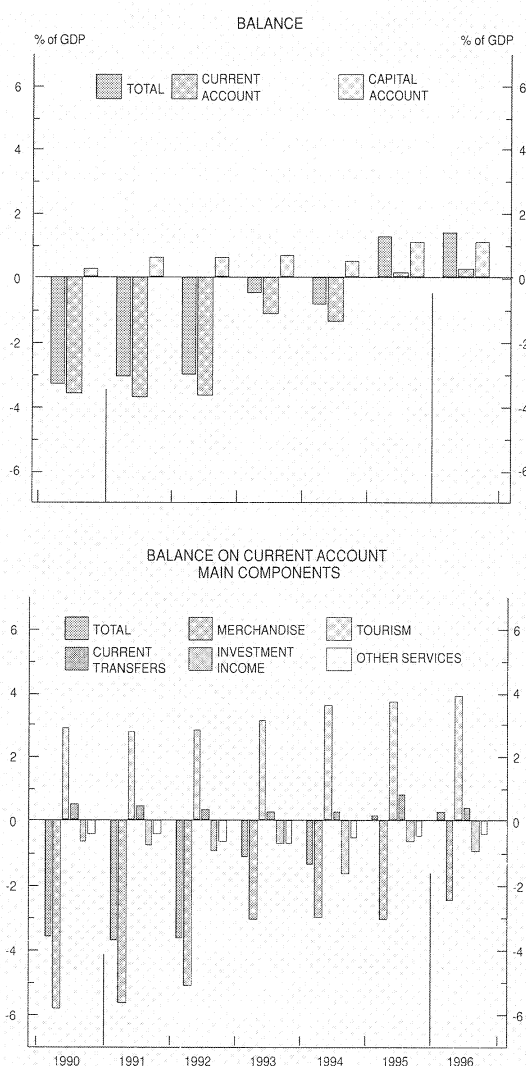 BALANCE
% of GDP
% of GDP
TOTAL
CURRENT
ACCOUNT
CAPITAL
ACCOUNT
6
6
4
4
2
2
0
0
-2
-2
-4
-4
-6
-6
BALANCE ON CURRENT ACCOUNT
MAIN COMPONENTS
TOTAL
MERCHANDISE
TOURISM
CURRENT
TRANSFERS
INVESTMENT
INCOME
OTHER SERVICES
6
6
4
4
2
2
0
0
-2
-2
-4
-4
-6
-6
1990 1991 1992 1993 1994 1995 1996